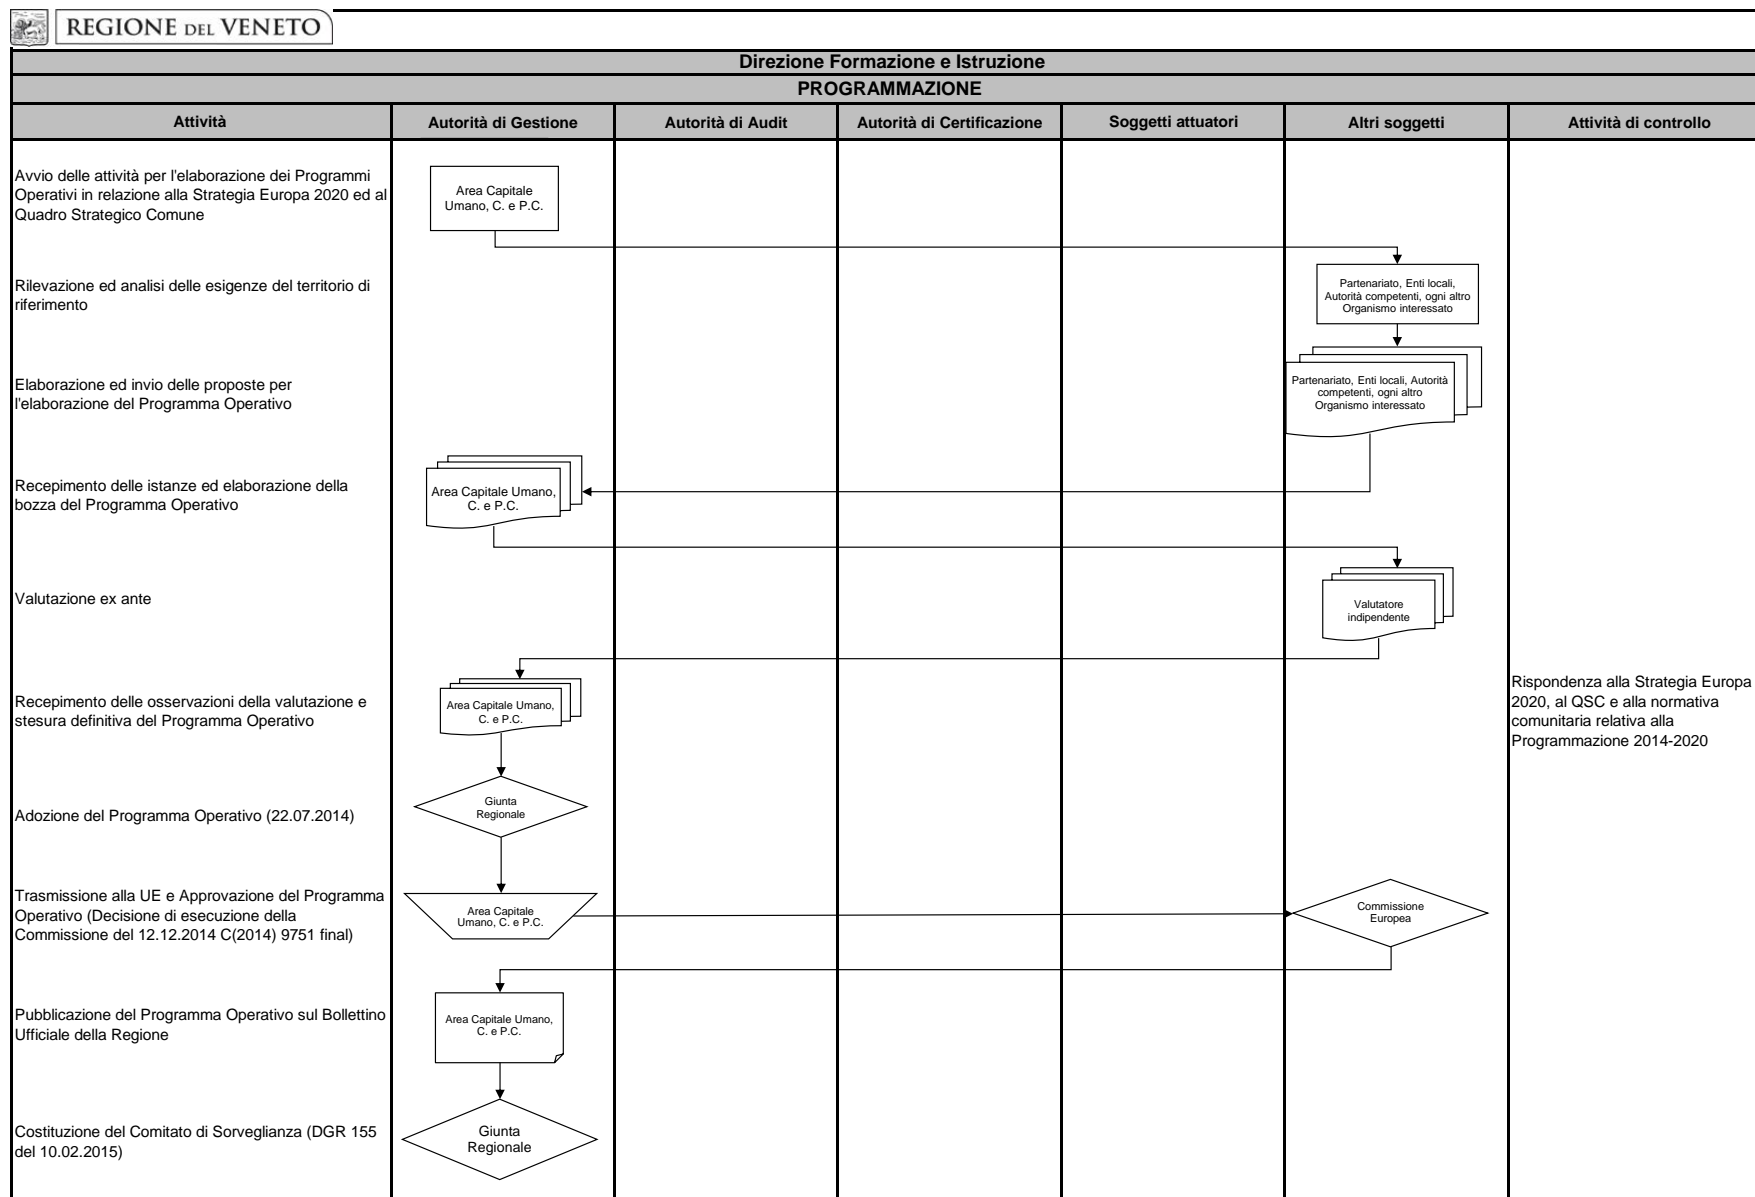 REGIONE DEL VENETO
Direzione Formazione e Istruzione
PROGRAMMAZIONE
Attività
Autorità di Gestione
Autorità di Audit
Autorità di Certificazione
Soggetti attuatori
Altri soggetti
Attività di controllo
Avvio delle attività per l'elaborazione dei Programmi
Operativi in relazione alla Strategia Europa 2020 ed al
Quadro Strategico Comune
Area Capitale
Umano, C. e P.C.
Rilevazione ed analisi delle esigenze del territorio di
riferimento
Partenariato, Enti locali,
Autorità competenti, ogni altro
Organismo interessato
Elaborazione ed invio delle proposte per
l'elaborazione del Programma Operativo
Partenariato, Enti locali, Autorità
competenti, ogni altro
Organismo interessato
Recepimento delle istanze ed elaborazione della
bozza del Programma Operativo
Area Capitale Umano,
C. e P.C.
Valutazione ex ante
Valutatore
indipendente
Recepimento delle osservazioni della valutazione e
stesura definitiva del Programma Operativo
Area Capitale Umano,
C. e P.C.
Rispondenza alla Strategia Europa
2020, al QSC e alla normativa
comunitaria relativa alla
Programmazione 2014-2020
Adozione del Programma Operativo (22.07.2014)
Giunta
Regionale
Trasmissione alla UE e Approvazione del Programma
Operativo (Decisione di esecuzione della
Commissione del 12.12.2014 C(2014) 9751 final)
Area Capitale
Umano, C. e P.C.
Commissione
Europea
Pubblicazione del Programma Operativo sul Bollettino
Ufficiale della Regione
Area Capitale Umano,
C. e P.C.
Costituzione del Comitato di Sorveglianza (DGR 155
del 10.02.2015)
Giunta
Regionale